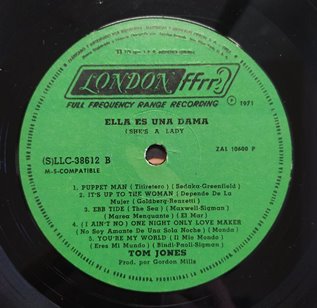 LONDON ffrr
FULL FREQUENCY RANGE RECORDING
Ⓟ 1971
ELLA ES UNA DAMA
(SHE'S A LADY
(S)LLC-38612 B
M-S-COMPATIBLE
ZAL 10600 P
1. PUPPET MAN (Titiretero) (Sedaka-Greenfield)
2. IT'S UP TO THE WOMAN (Depende De La
Mujer (Goldberg-Renzetti)
3. EBB TIDE (The Sea) (Maxwell-Sigman)
(Marea Menguante) (El Mar)
4. (I AIN'T NO) ONE NIGHT ONLY LOVE MAKER
(No Soy Amante De Una Sola Noche) (Monda)
5. YOU'RE MY WORLD (Il Mio Mondo)
(Eres Mi Mundo) (Bindi-Paoli-Sigman)
TOM JONES
Prod. por Gordon Mills